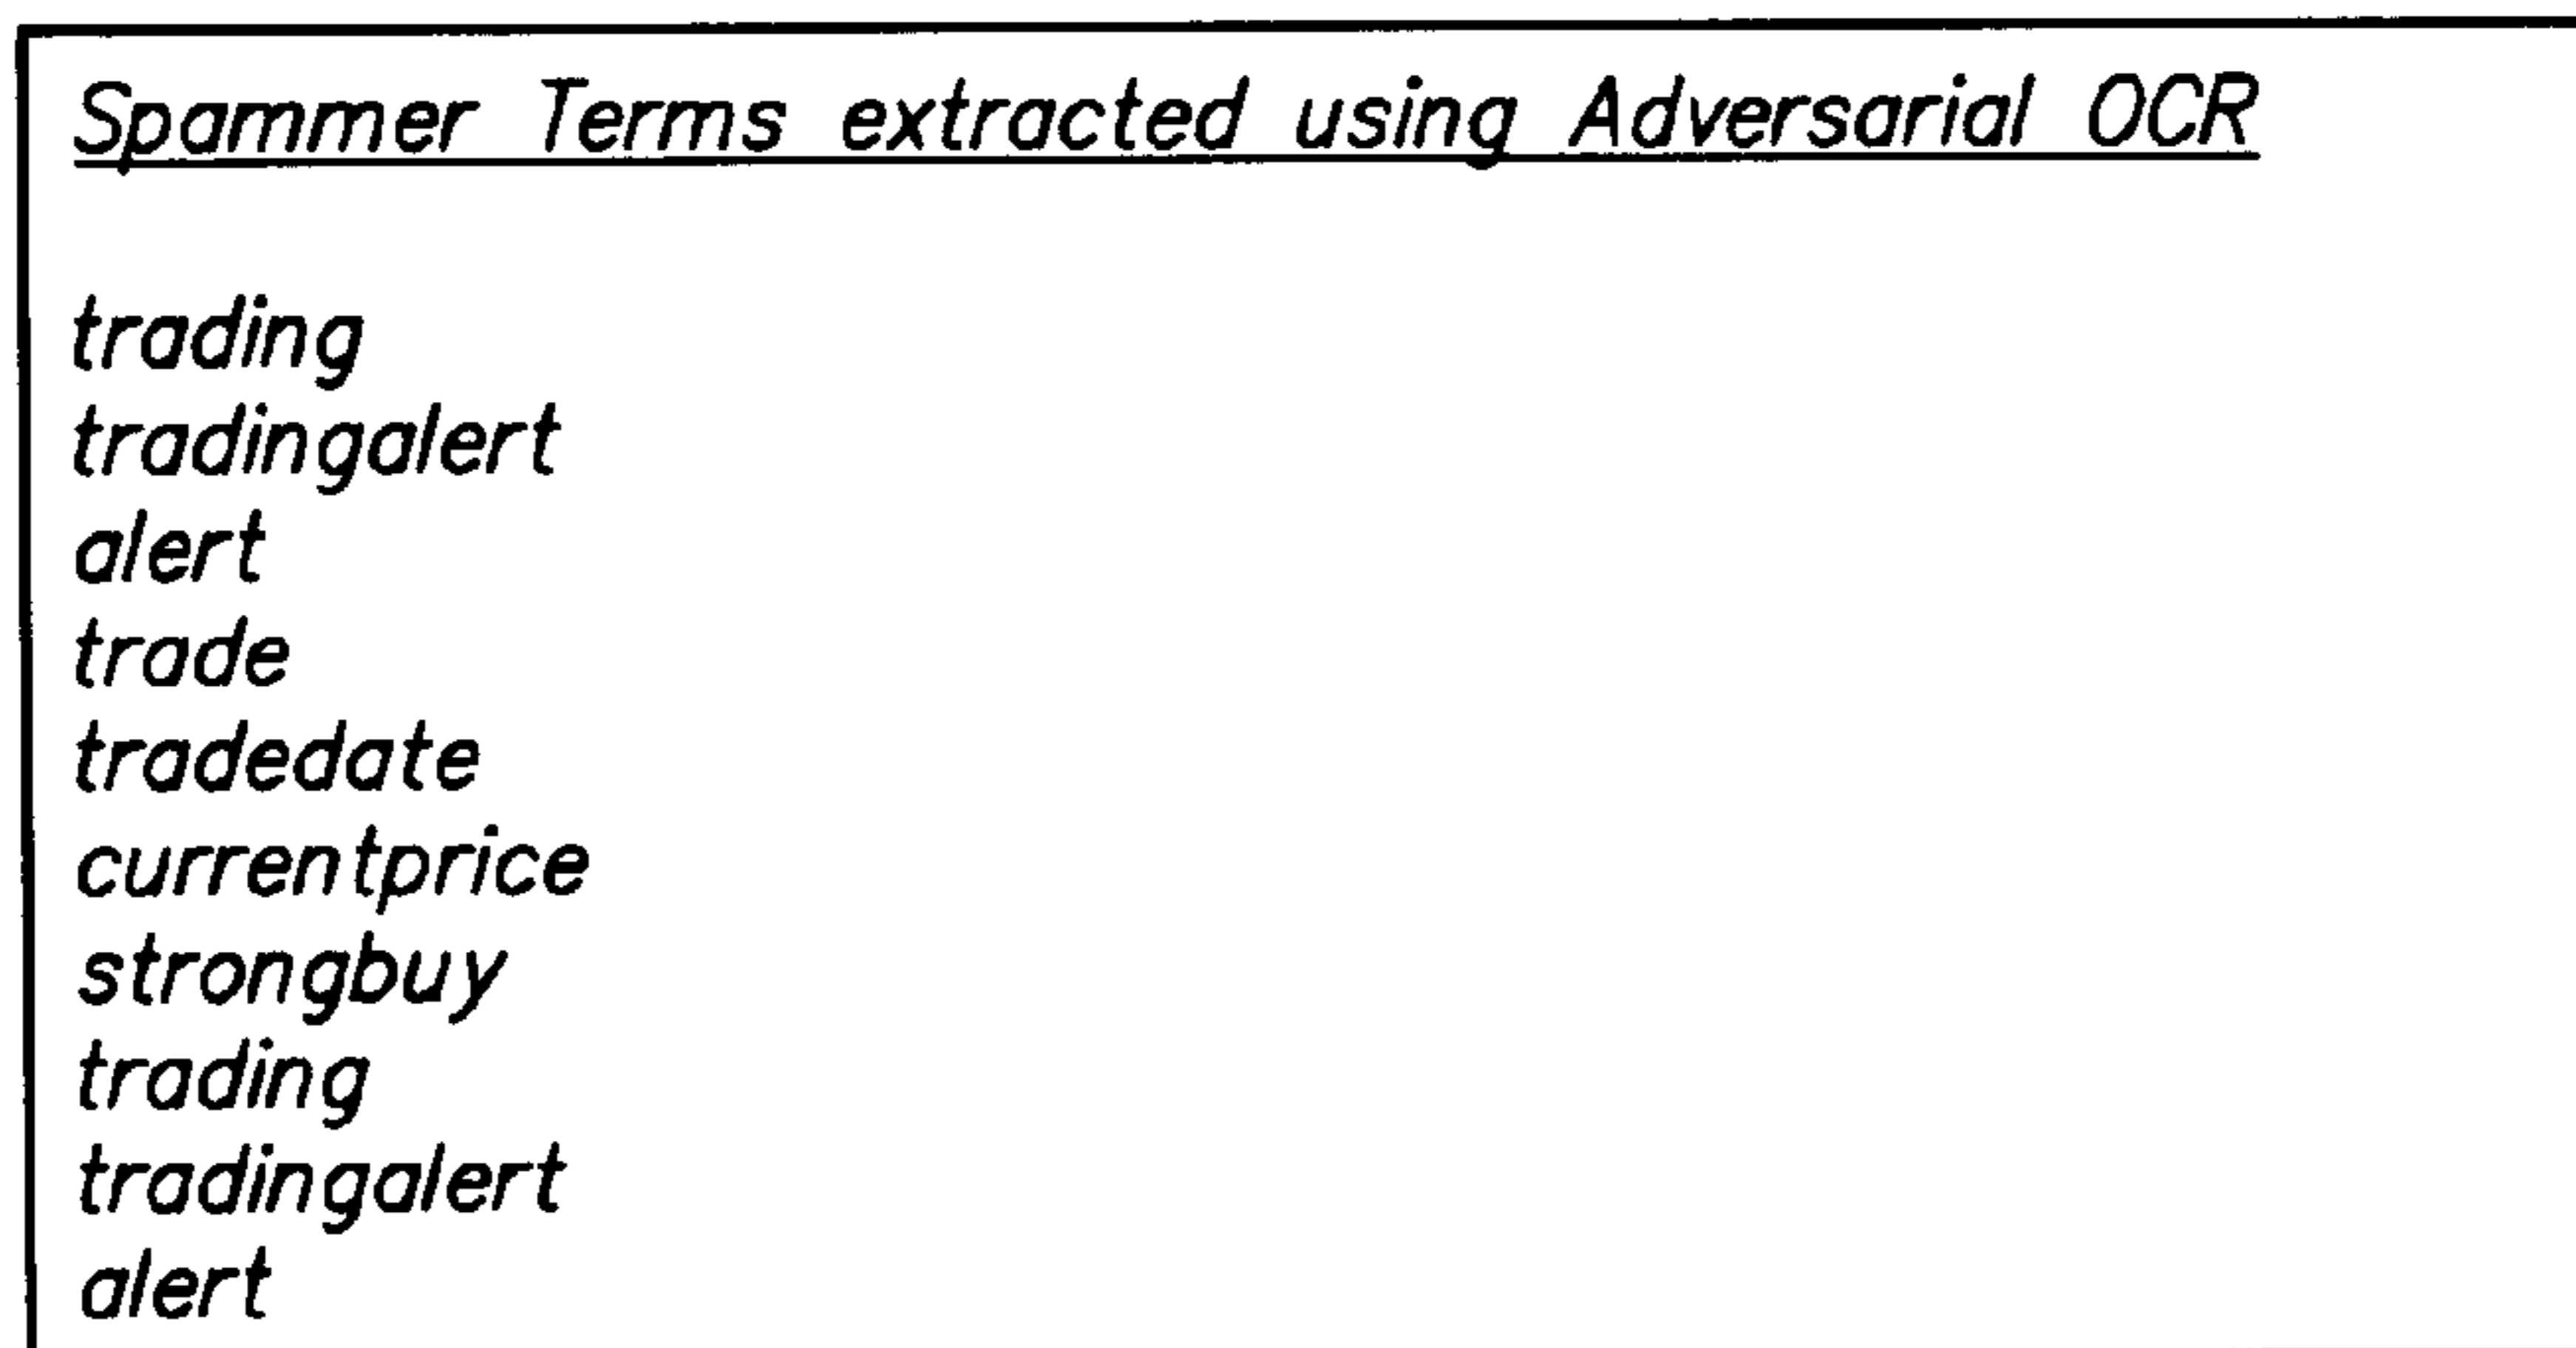 Spammer Terms extracted using Adversarial OCR
trading
tradingalert
alert
trade
tradedate
currentprice
strongbuy
trading
tradingalert
alert